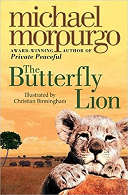 michael morpurgo
AWARD-WINNING AUTHOR OF
Private Peaceful
The
Butterfly
Lion
Illustrated by
Christian Birmingham